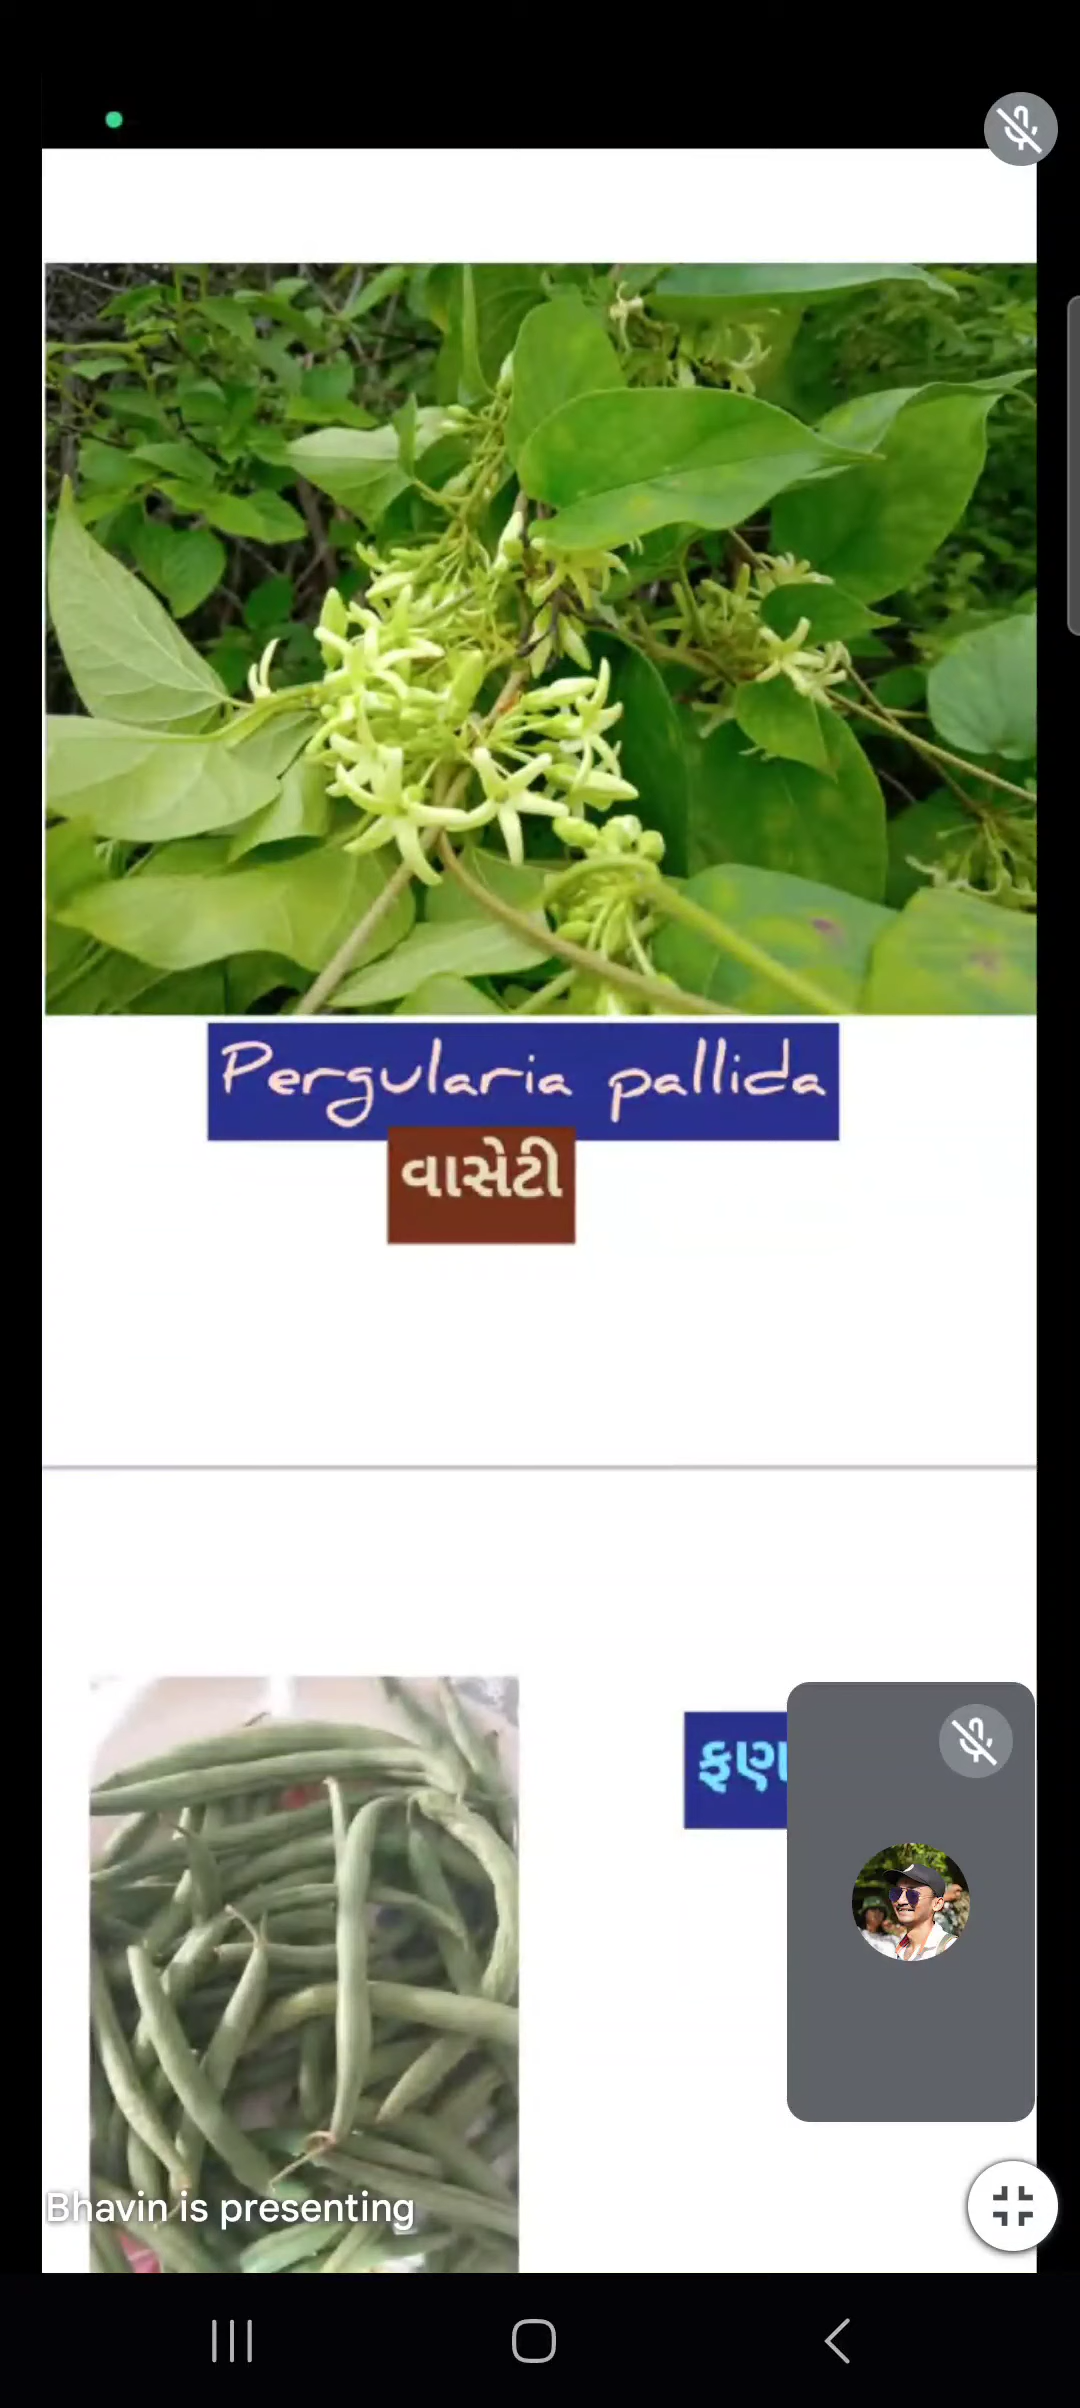 Pergularia pallida
વાસેટી
Bhavin is presenting